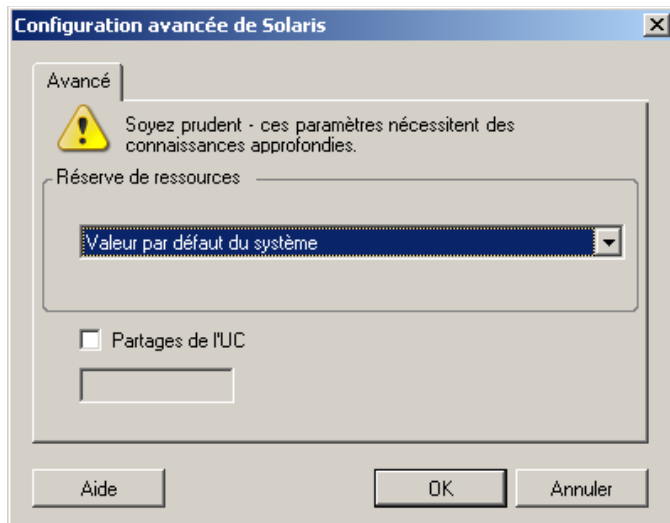 Configuration avancée de Solaris
Avancé
Soyez prudent - ces paramètres nécessitent des
connaissances approfondies.
Réserve de ressources
Valeur par défaut du système
Partages de l'UC
Aide
OK
Annuler